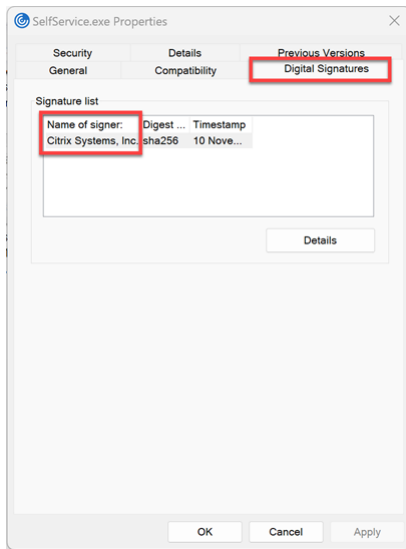 SelfService.exe Properties
Security Details Previous Versions
General Compatibility Digital Signatures
Signature list
Name of signer: Digest ... Timestamp
Citrix Systems, Inc. sha256 10 Nove...
Details
OK Cancel Apply